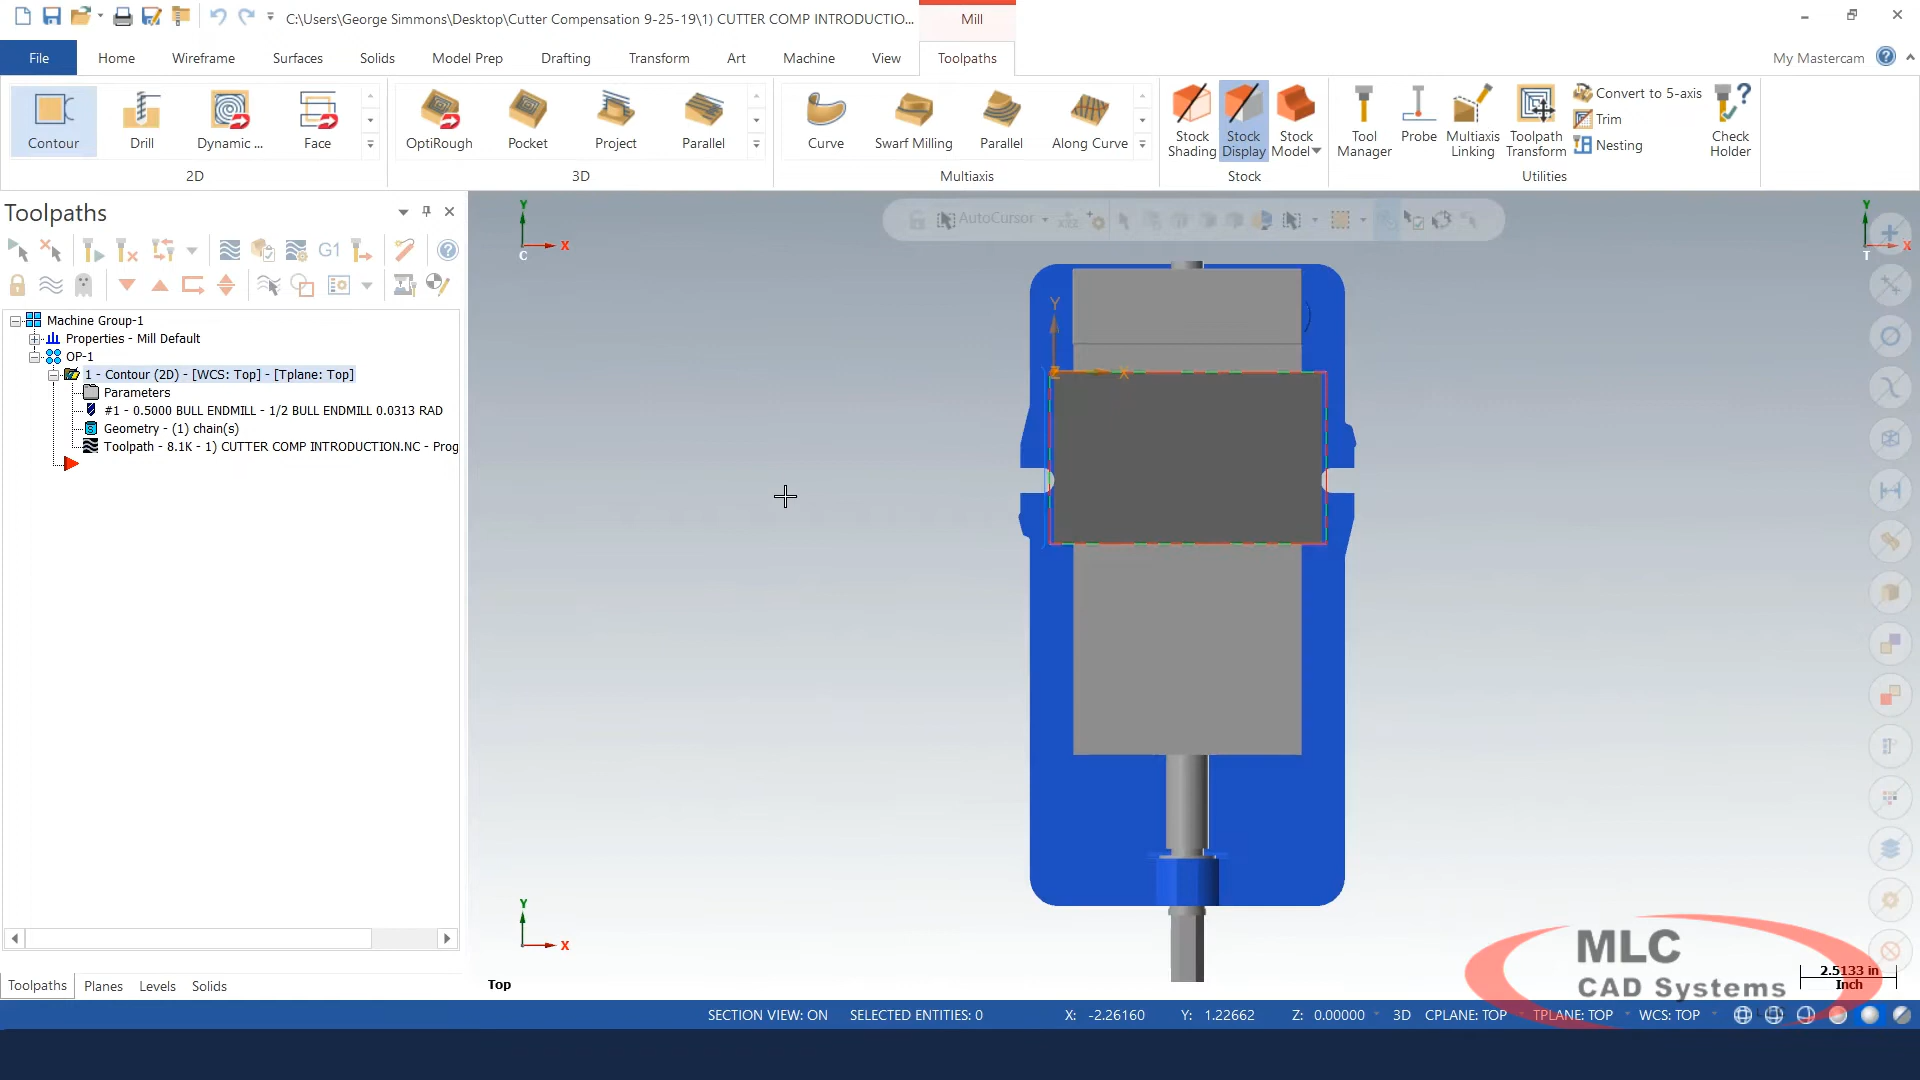 C:\Users\George Simmons\Desktop\Cutter Compensation 9-25-19\1) CUTTER COMP INTRODUCTIO...
Mill
File
Home
Wireframe
Surfaces
Solids
Model Prep
Drafting
Transform
Art
Machine
View
Toolpaths
My Mastercam
Contour
Drill
Dynamic ...
Face
OptiRough
Pocket
Project
Parallel
Curve
Swarf Milling
Parallel
Along Curve
Stock Shading
Stock Display
Stock Model
Tool Manager
Probe
Multiaxis Linking
Toolpath Transform
Convert to 5-axis
Trim
Nesting
Check Holder
2D
3D
Multiaxis
Stock
Utilities
Toolpaths
G1
AutoCursor
Machine Group-1
Properties - Mill Default
OP-1
1 - Contour (2D) - [WCS: Top] - [Tplane: Top]
Parameters
#1 - 0.5000 BULL ENDMILL - 1/2 BULL ENDMILL 0.0313 RAD
Geometry - (1) chain(s)
Toolpath - 8.1K - 1) CUTTER COMP INTRODUCTION.NC - Prog
Y
X
C
Y
X
T
Y
Z
X
Y
X
Top
MLC
CAD Systems
2.5133 in
Inch
Toolpaths
Planes
Levels
Solids
SECTION VIEW: ON
SELECTED ENTITIES: 0
X: -2.26160
Y: 1.22662
Z: 0.00000
3D
CPLANE: TOP
TPLANE: TOP
WCS: TOP